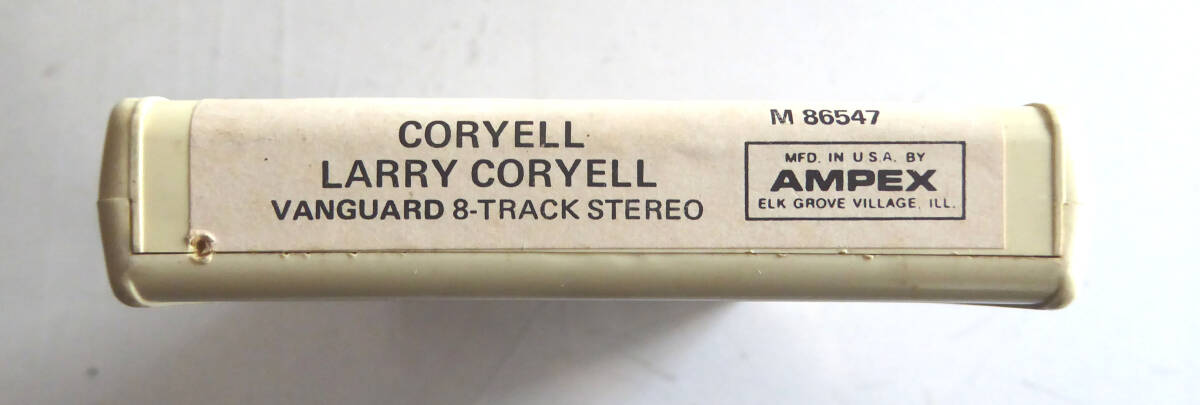 CORYELL
LARRY CORYELL
VANGUARD 8-TRACK STEREO
M 86547
MFD. IN U.S.A. BY
AMPEX
ELK GROVE VILLAGE, ILL.